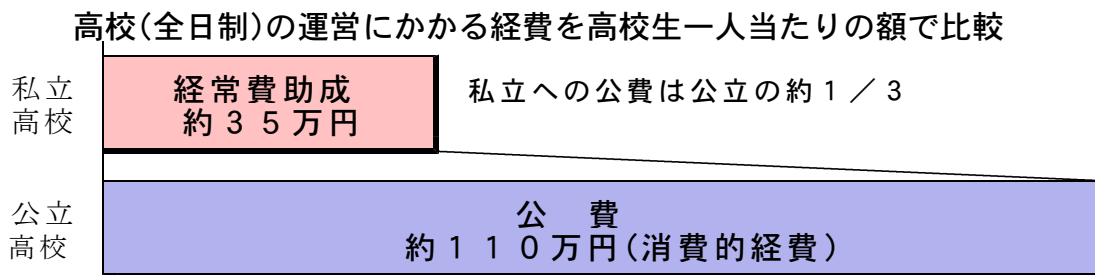 高校(全日制)の運営にかかる経費を高校生一人当たりの額で比較
私立
高校
経常費助成
約３５万円
私立への公費は公立の約１／３
公立
高校
公　費
約１１０万円(消費的経費)